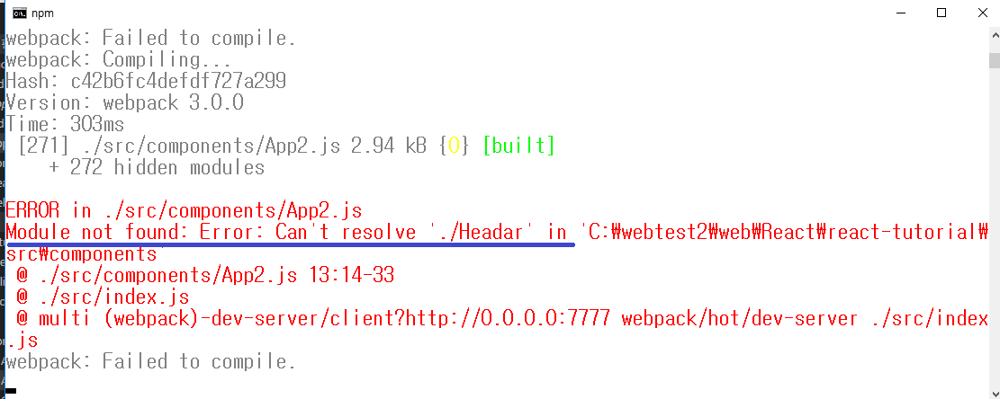 npm
webpack: Failed to compile.
webpack: Compiling...
Hash: c42b6fc4defdf727a299
Version: webpack 3.0.0
Time: 303ms
[271] ./src/components/App2.js 2.94 kB {0} [built]
+ 272 hidden modules
ERROR in ./src/components/App2.js
Module not found: Error: Can't resolve './Headar' in 'C:₩webtest2₩web₩React₩react-tutorial₩
src₩components'
@ ./src/components/App2.js 13:14-33
@ ./src/index.js
@ multi (webpack)-dev-server/client?http://0.0.0.0:7777 webpack/hot/dev-server ./src/index
.js
webpack: Failed to compile.